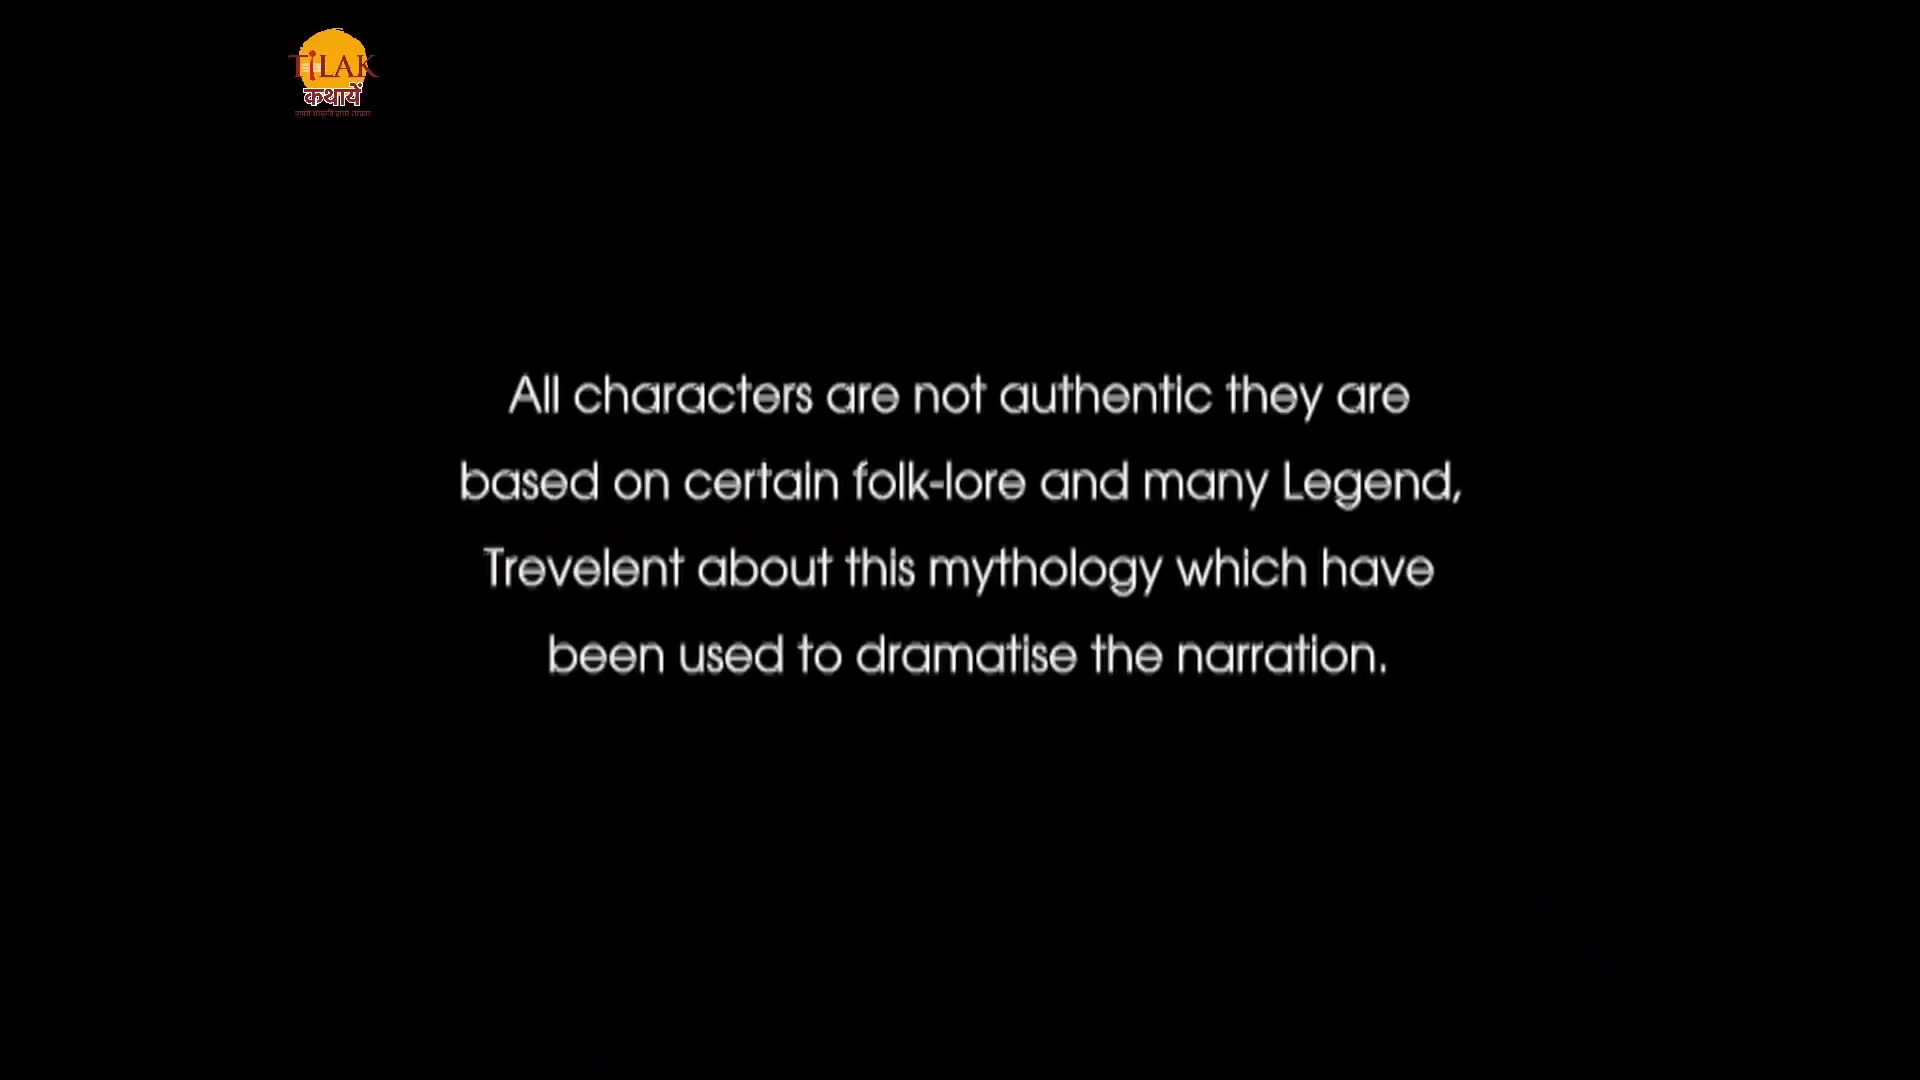 TiLAK
कथायें
All characters are not authentic they are
based on certain folk-lore and many Legend,
Trevelent about this mythology which have
been used to dramatise the narration.